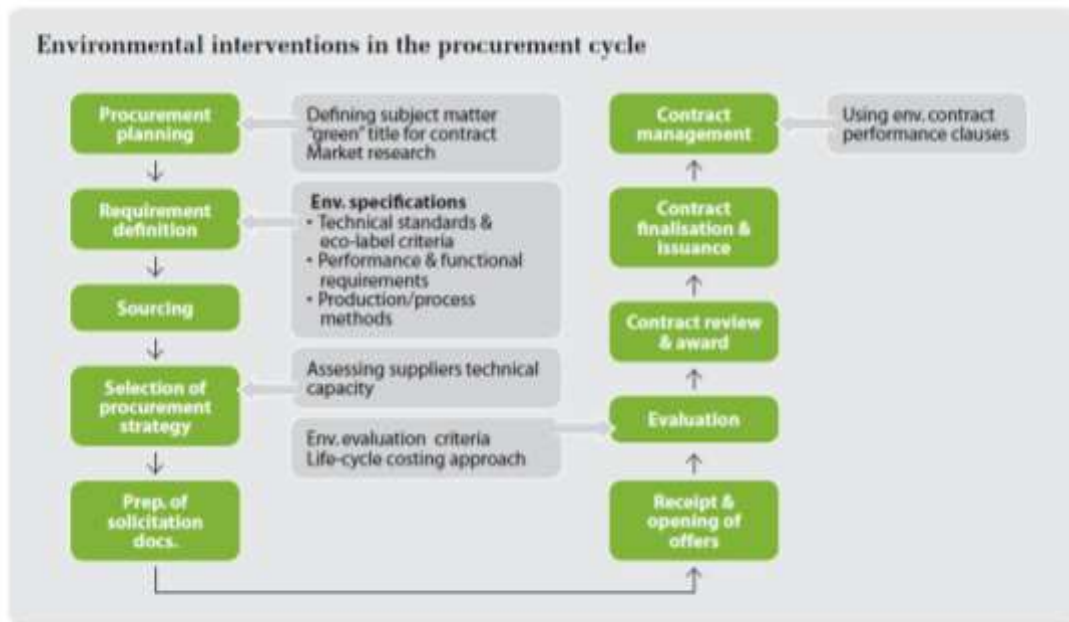 Environmental interventions in the procurement cycle
Procurement
planning
Defining subject matter
"green" title for contract
Market research
Requirement
definition
Env. specifications
• Technical standards &
eco-label criteria
• Performance & functional
requirements
• Production/process
methods
Sourcing
Selection of
procurement
strategy
Assessing suppliers technical
capacity
Env. evaluation criteria
Life-cycle costing approach
Prep. of
solicitation
docs.
Contract
management
Using env. contract
performance clauses
Contract
finalisation &
issuance
Contract review
& award
Evaluation
Receipt &
opening of
offers